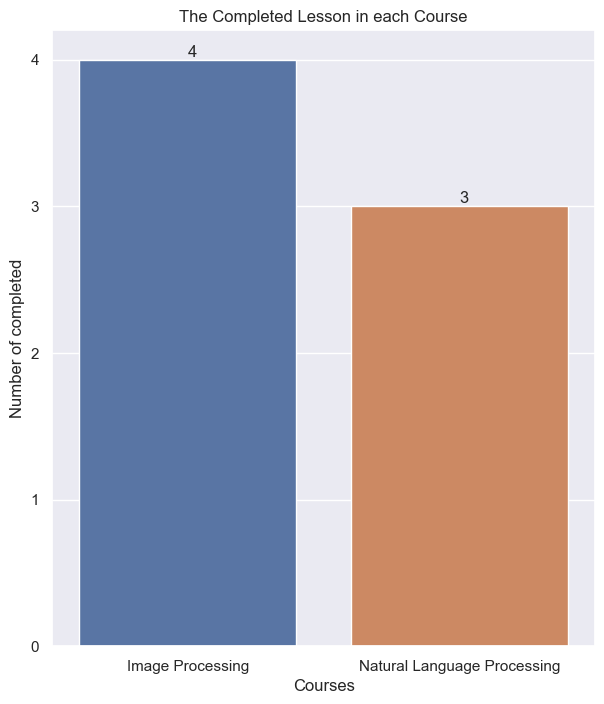 The Completed Lesson in each Course
4
3
4
3
2
1
0
Number of completed
Image Processing
Natural Language Processing
Courses